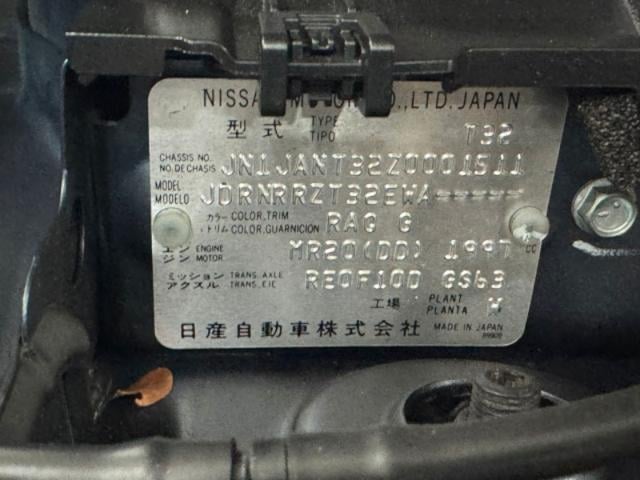 NISSAN MOTOR CO.,LTD. JAPAN
型式 TYPE TIPO T32
CHASSIS NO. NO.DE CHASIS JN1JANT32Z0001511
MODEL MODELO JDRNRRZT32EWA-----
カラー COLOR,TRIM トリム COLOR,GUARNICION RAQ G
エンジン ENGINE MOTOR MR20(DD) 1997 CC
ミッション TRANS. AXLE アクスル TRANS. EJE RE0F10D GS63
工場 PLANT PLANTA W
日産自動車株式会社 MADE IN JAPAN